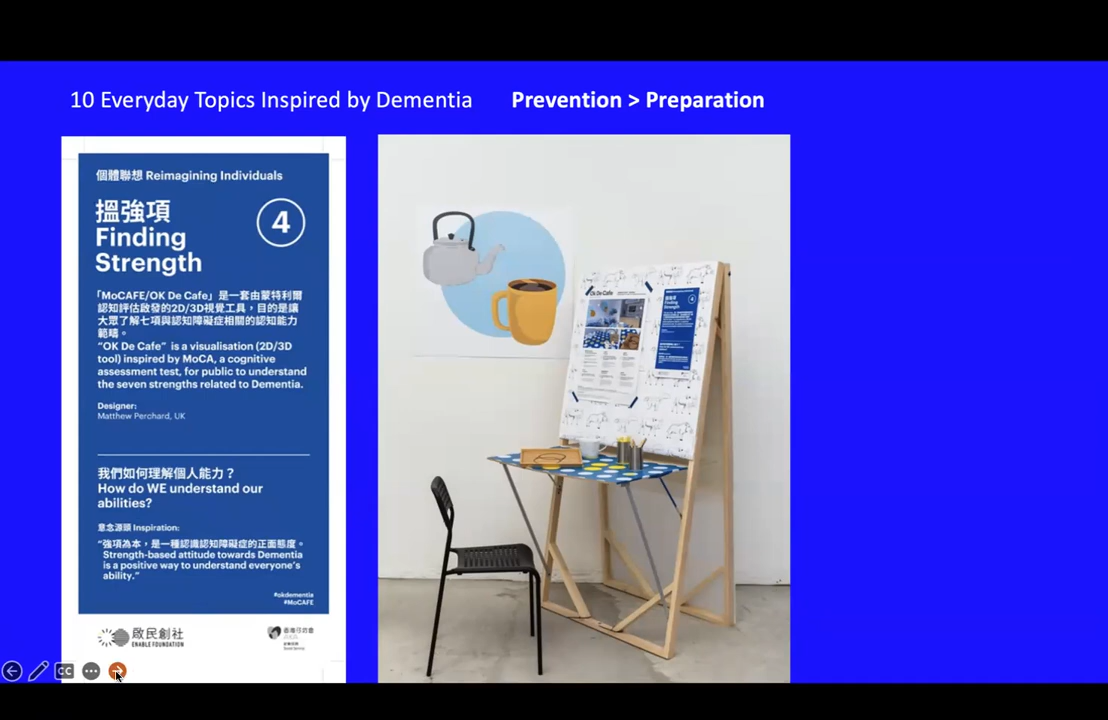 10 Everyday Topics Inspired by Dementia
Prevention > Preparation
個體聯想 Reimagining Individuals
搵強項
Finding
Strength
4
「MoCAFE/OK De Cafe」是一套由蒙特利爾
認知評估啟發的2D/3D視覺工具，目的是讓
大眾了解七項與認知障礙症相關的認知能力
範疇。
“OK De Cafe” is a visualisation (2D/3D
tool) inspired by MoCA, a cognitive
assessment test, for public to understand
the seven strengths related to Dementia.
Designer:
Matthew Perchard, UK
我們如何理解個人能力？
How do WE understand our
abilities?
意念源頭 Inspiration:
“強項為本，是一種認識認知障礙症的正面態度。
Strength-based attitude towards Dementia
is a positive way to understand everyone's
ability.”
#okdementia
#MoCAFE
啟民創社
ENABLE FOUNDATION
OK De Cafe
搵強項
Finding
Strength
4
CC